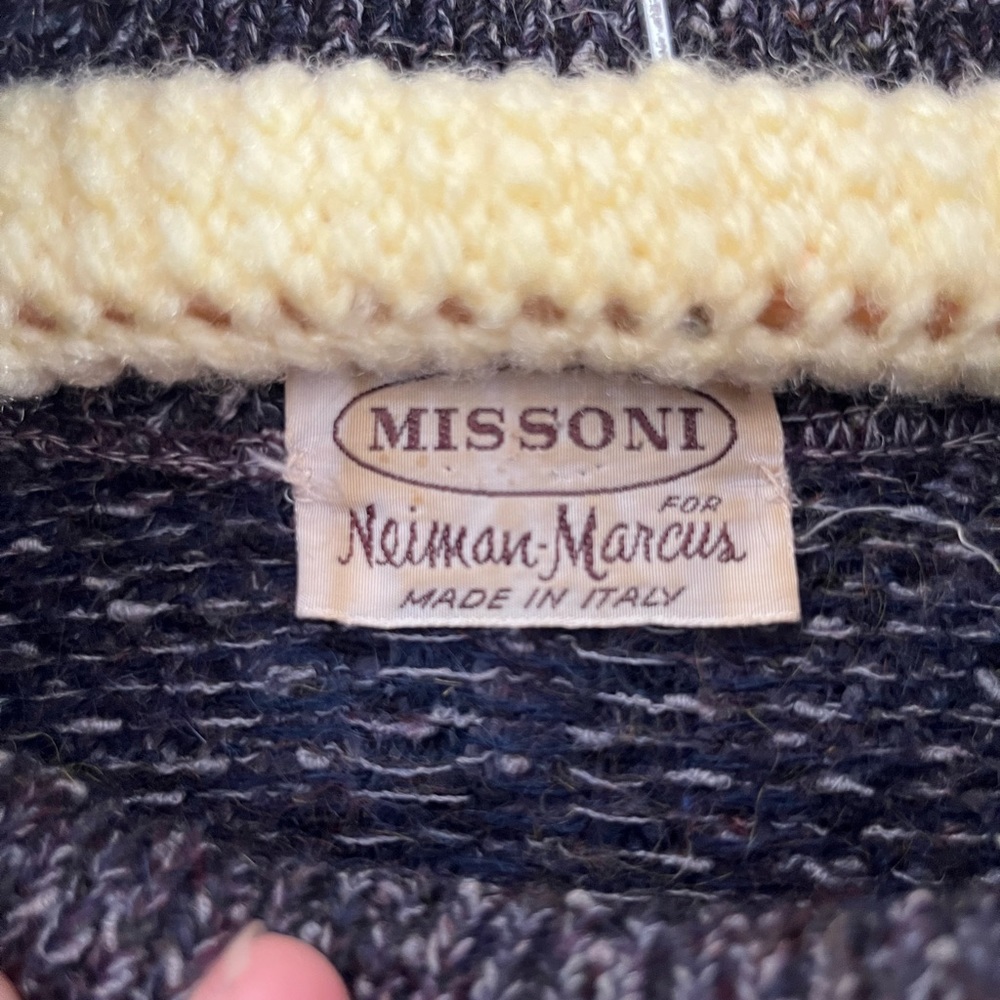 MISSONI
FOR
Neiman-Marcus
MADE IN ITALY